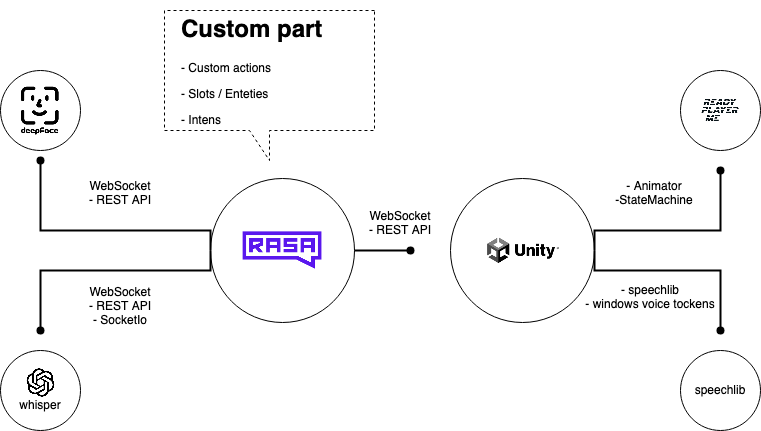 Custom part
- Custom actions
- Slots / Enteties
- Intens
deepface
READY
PLAYER
ME
WebSocket
- REST API
- Animator
-StateMachine
WebSocket
- REST API
RASA
Unity
WebSocket
- REST API
- SocketIo
- speechlib
- windows voice tockens
whisper
speechlib